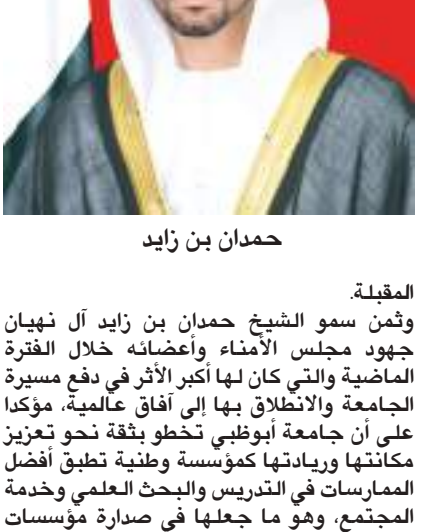 حمدان بن زايد
المقبلة.
وثمن سمو الشيخ حمدان بن زايد آل نهيان
جهود مجلس الأمناء وأعضائه خلال الفترة
الماضية والتي كان لها أكبر الأثر في دفع مسيرة
الجامعة والانطلاق بها إلى آفاق عالمية، مؤكدا
على أن جامعة أبوظبي تخطو بثقة نحو تعزيز
مكانتها وريادتها كمؤسسة وطنية تطبق أفضل
الممارسات في التدريس والبحث العلمي وخدمة
المجتمع، وهو ما جعلها في صدارة مؤسسات